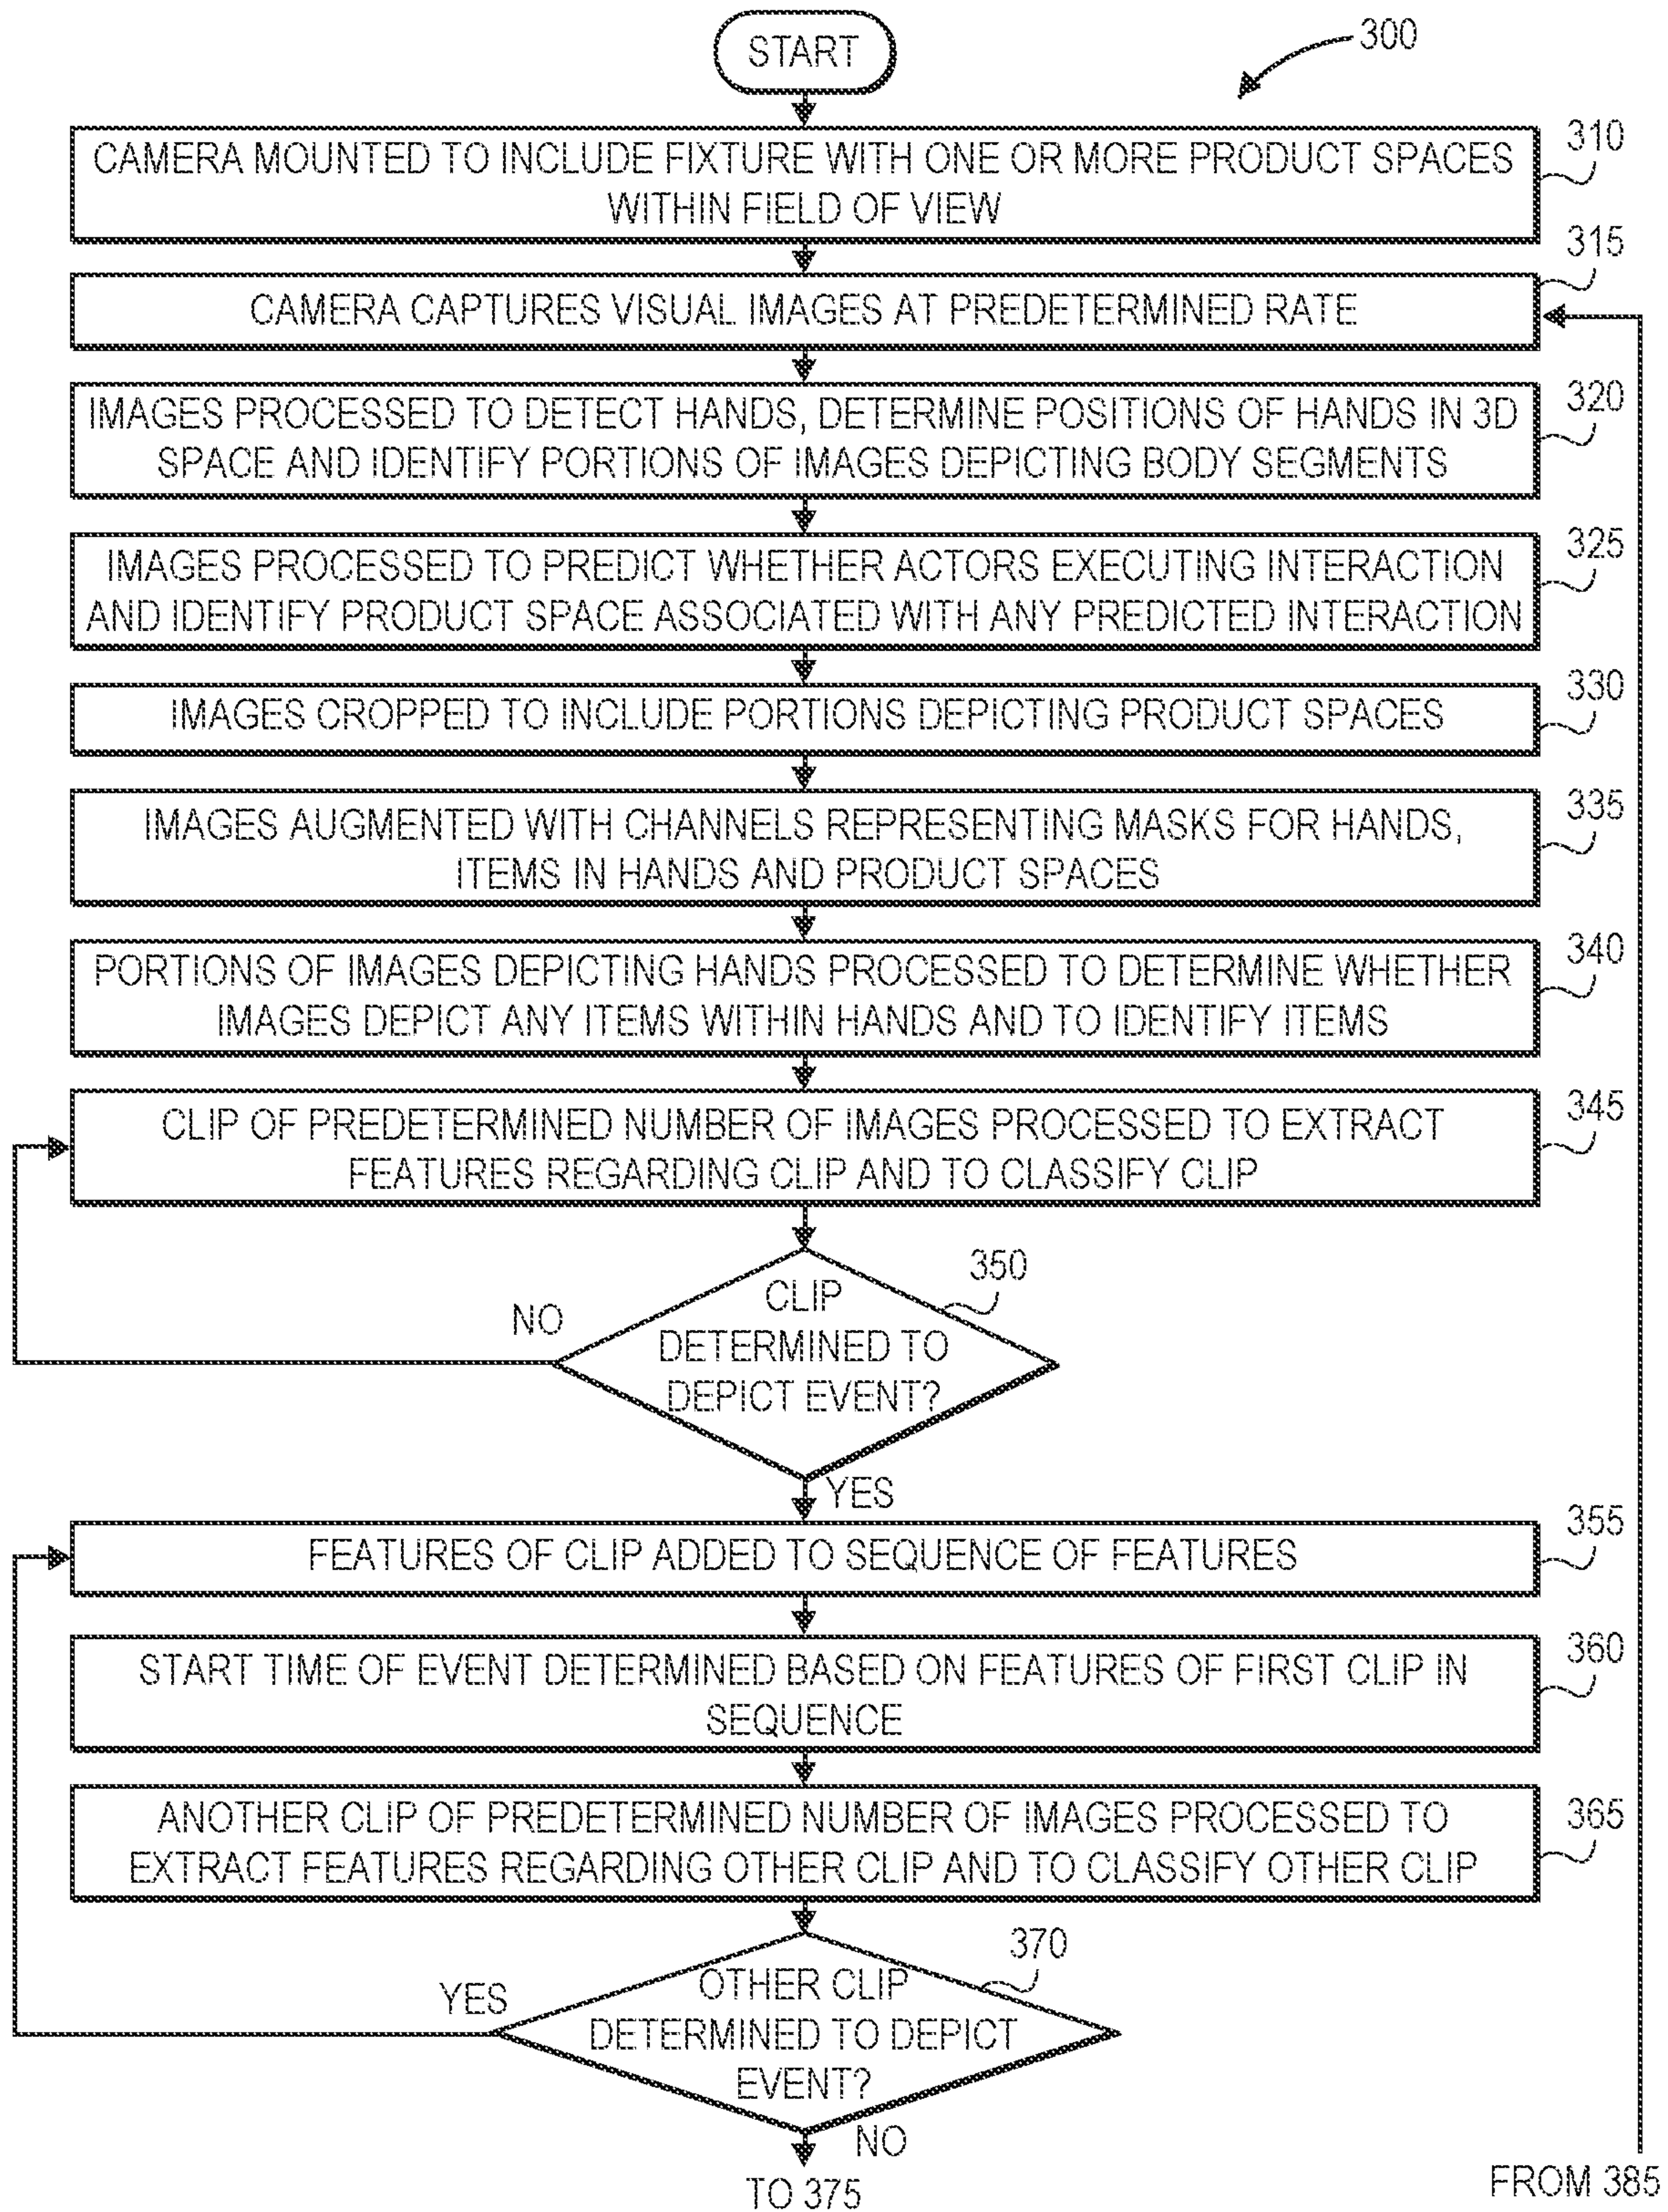 START
300
CAMERA MOUNTED TO INCLUDE FIXTURE WITH ONE OR MORE PRODUCT SPACES
WITHIN FIELD OF VIEW
310
CAMERA CAPTURES VISUAL IMAGES AT PREDETERMINED RATE
315
IMAGES PROCESSED TO DETECT HANDS, DETERMINE POSITIONS OF HANDS IN 3D
SPACE AND IDENTIFY PORTIONS OF IMAGES DEPICTING BODY SEGMENTS
320
IMAGES PROCESSED TO PREDICT WHETHER ACTORS EXECUTING INTERACTION
AND IDENTIFY PRODUCT SPACE ASSOCIATED WITH ANY PREDICTED INTERACTION
325
IMAGES CROPPED TO INCLUDE PORTIONS DEPICTING PRODUCT SPACES
330
IMAGES AUGMENTED WITH CHANNELS REPRESENTING MASKS FOR HANDS,
ITEMS IN HANDS AND PRODUCT SPACES
335
PORTIONS OF IMAGES DEPICTING HANDS PROCESSED TO DETERMINE WHETHER
IMAGES DEPICT ANY ITEMS WITHIN HANDS AND TO IDENTIFY ITEMS
340
CLIP OF PREDETERMINED NUMBER OF IMAGES PROCESSED TO EXTRACT
FEATURES REGARDING CLIP AND TO CLASSIFY CLIP
345
CLIP
DETERMINED TO
DEPICT EVENT?
350
NO
YES
FEATURES OF CLIP ADDED TO SEQUENCE OF FEATURES
355
START TIME OF EVENT DETERMINED BASED ON FEATURES OF FIRST CLIP IN
SEQUENCE
360
ANOTHER CLIP OF PREDETERMINED NUMBER OF IMAGES PROCESSED TO
EXTRACT FEATURES REGARDING OTHER CLIP AND TO CLASSIFY OTHER CLIP
365
OTHER CLIP
DETERMINED TO DEPICT
EVENT?
370
YES
NO
TO 375
FROM 385